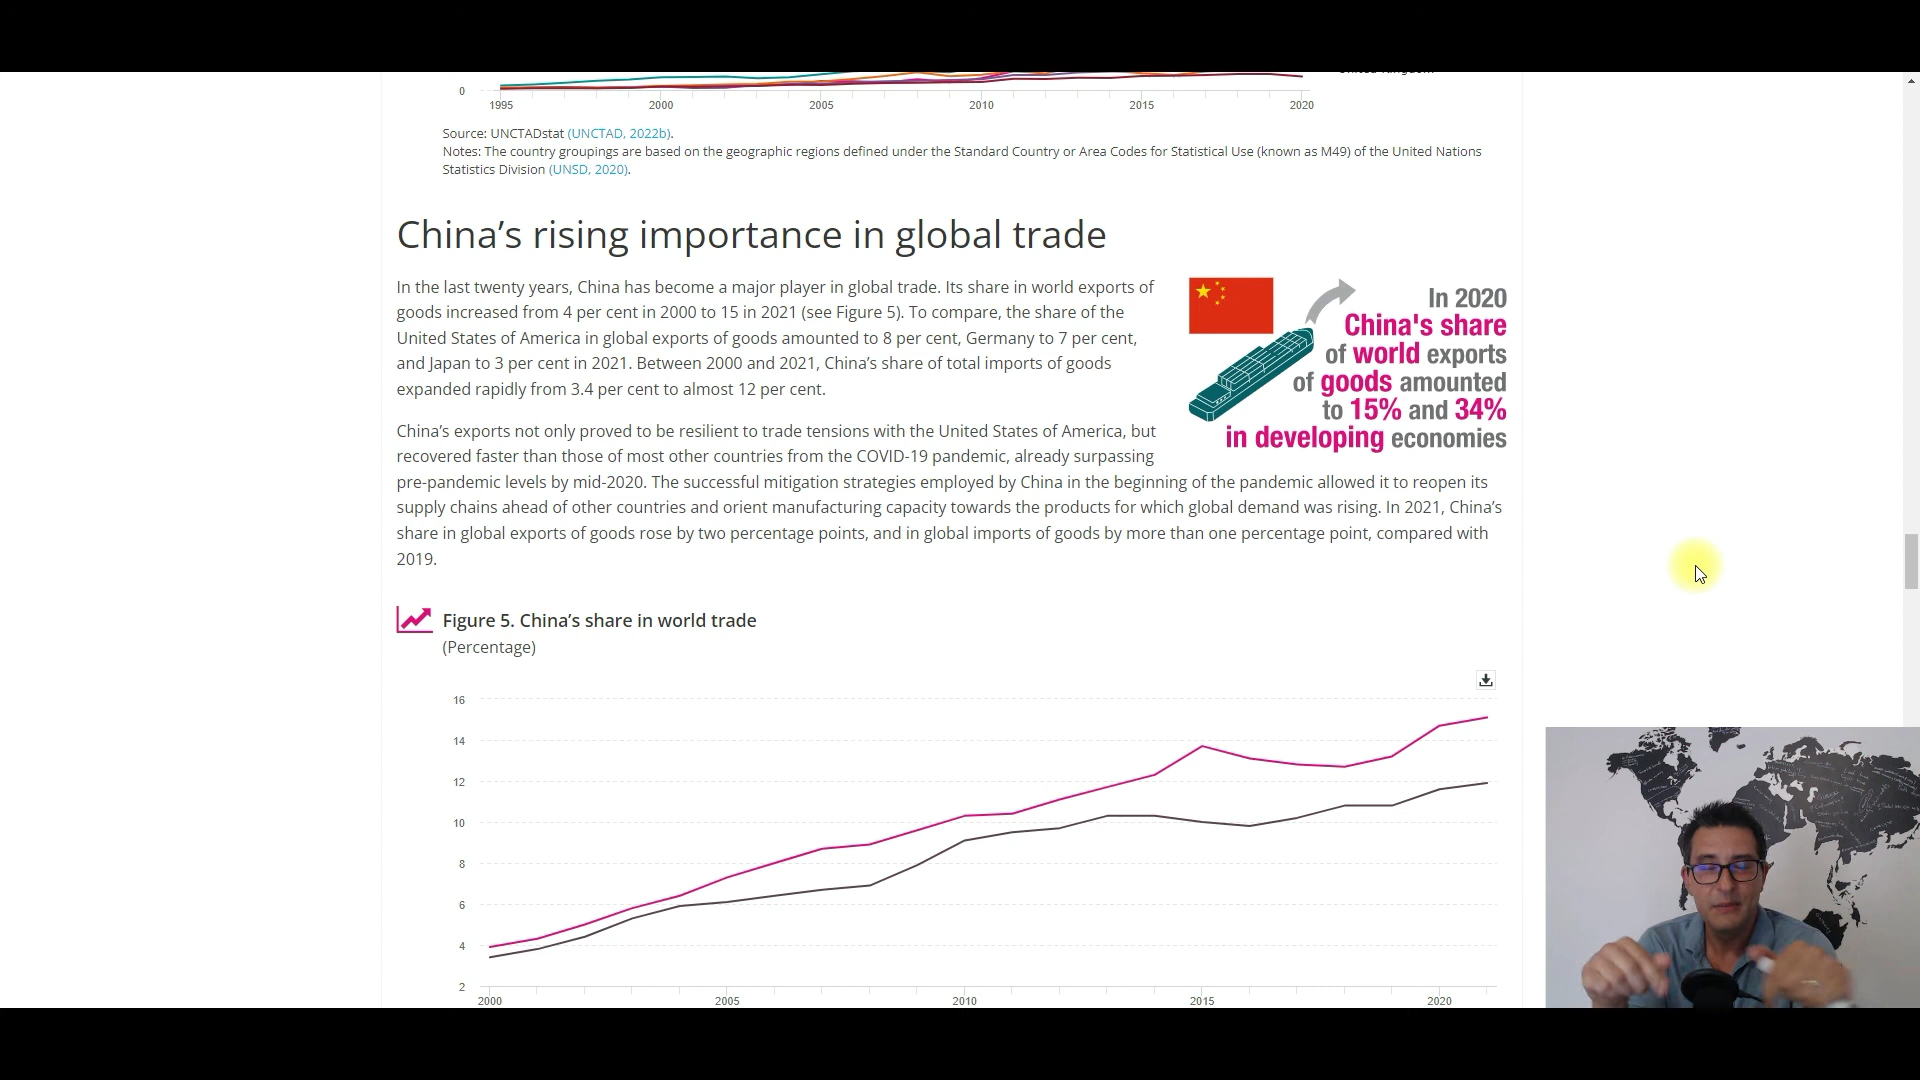 0
1995 2000 2005 2010 2015 2020
Source: UNCTADstat (UNCTAD, 2022b).
Notes: The country groupings are based on the geographic regions defined under the Standard Country or Area Codes for Statistical Use (known as M49) of the United Nations
Statistics Division (UNSD, 2020).
China’s rising importance in global trade
In the last twenty years, China has become a major player in global trade. Its share in world exports of
goods increased from 4 per cent in 2000 to 15 in 2021 (see Figure 5). To compare, the share of the
United States of America in global exports of goods amounted to 8 per cent, Germany to 7 per cent,
and Japan to 3 per cent in 2021. Between 2000 and 2021, China’s share of total imports of goods
expanded rapidly from 3.4 per cent to almost 12 per cent.
In 2020
China's share
of world exports
of goods amounted
to 15% and 34%
in developing economies
China’s exports not only proved to be resilient to trade tensions with the United States of America, but
recovered faster than those of most other countries from the COVID-19 pandemic, already surpassing
pre-pandemic levels by mid-2020. The successful mitigation strategies employed by China in the beginning of the pandemic allowed it to reopen its
supply chains ahead of other countries and orient manufacturing capacity towards the products for which global demand was rising. In 2021, China’s
share in global exports of goods rose by two percentage points, and in global imports of goods by more than one percentage point, compared with
2019.
Figure 5. China’s share in world trade
(Percentage)
16
14
12
10
8
6
4
2
2000 2005 2010 2015 2020